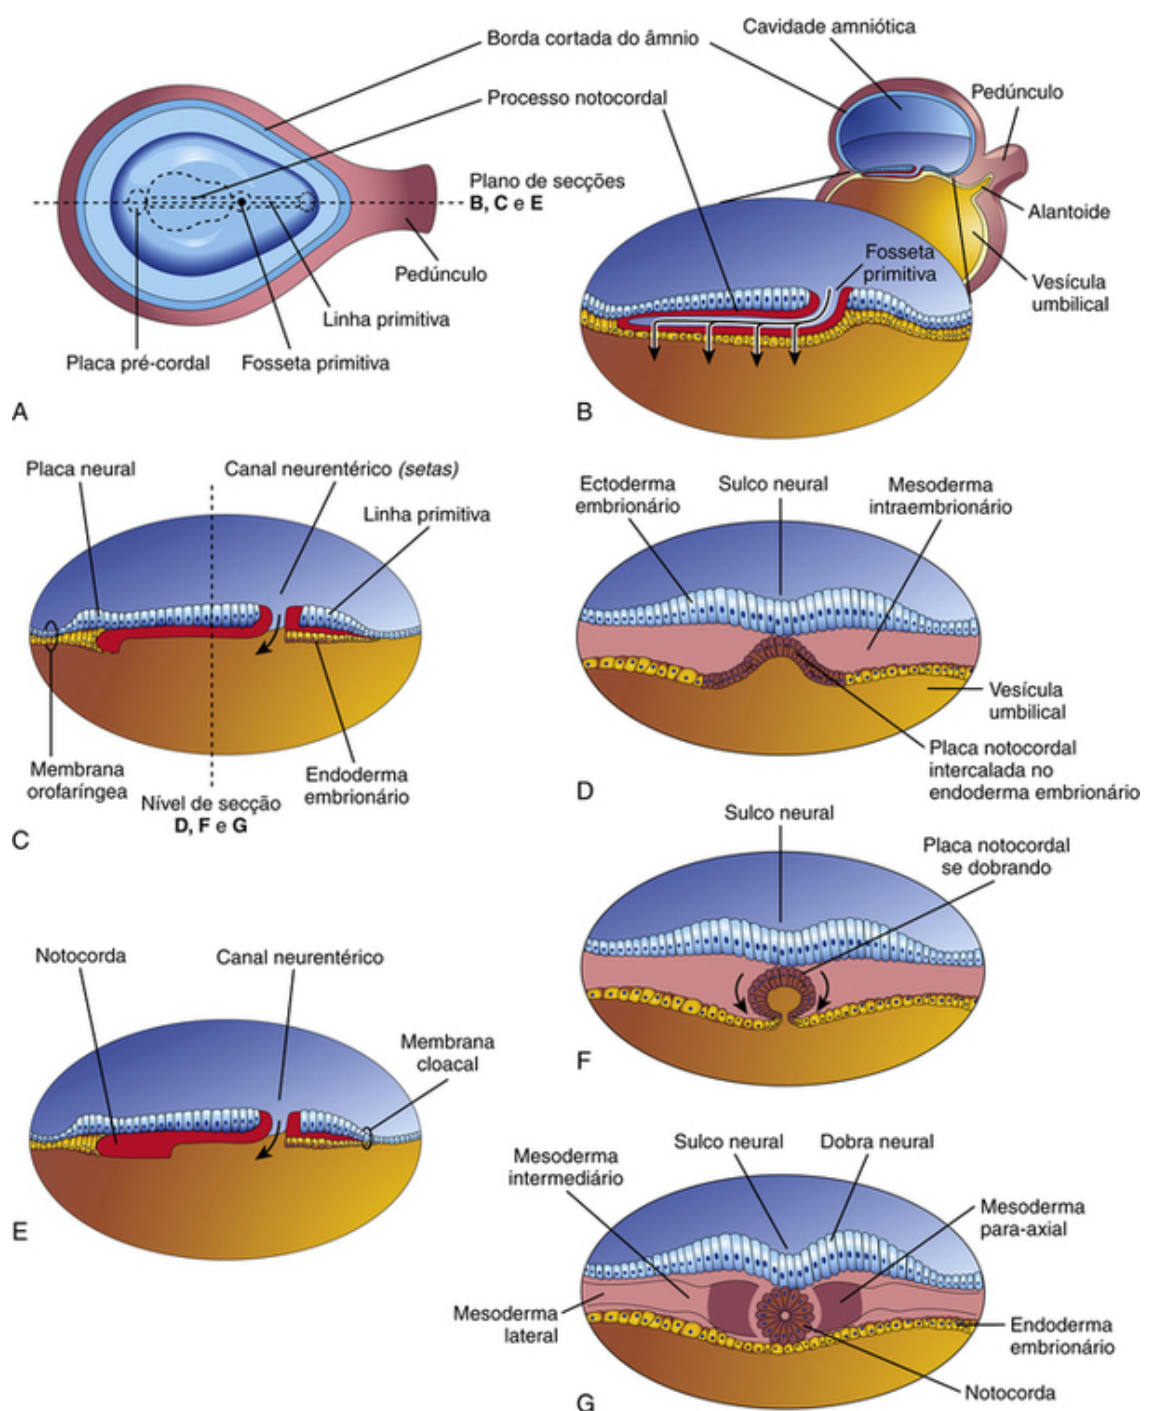 Borda cortada do âmnio
Processo notocordal
Plano de secções
B, C e E
Pedúnculo
Linha primitiva
Placa pré-cordal
Fosseta primitiva
A
Cavidade amniótica
Pedúnculo
Alantoide
Fosseta
primitiva
Vesícula
umbilical
B
Placa neural
Canal neurentérico (setas)
Linha primitiva
Membrana
orofaríngea
Endoderma
embrionário
Nível de secção
D, F e G
C
Ectoderma
embrionário
Sulco neural
Mesoderma
intraembrionário
Vesícula
umbilical
Placa notocordal
intercalada no
endoderma embrionário
D
Sulco neural
Placa notocordal
se dobrando
F
Notocorda
Canal neurentérico
Membrana
cloacal
E
Mesoderma
intermediário
Sulco neural
Dobra neural
Mesoderma
para-axial
Mesoderma
lateral
Endoderma
embrionário
Notocorda
G